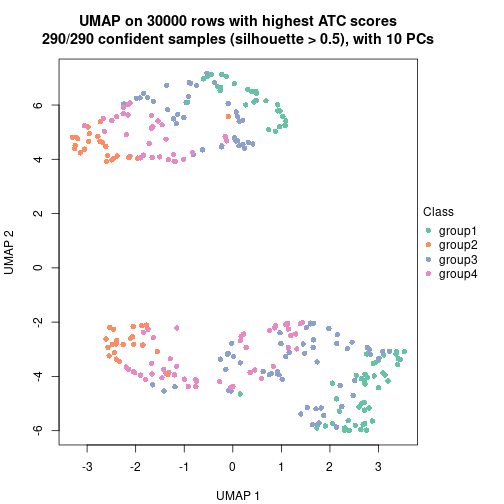 UMAP on 30000 rows with highest ATC scores
290/290 confident samples (silhouette > 0.5), with 10 PCs
6
4
2
0
-2
-4
-6
UMAP 2
-3
-2
-1
0
1
2
3
UMAP 1
Class
group1
group2
group3
group4